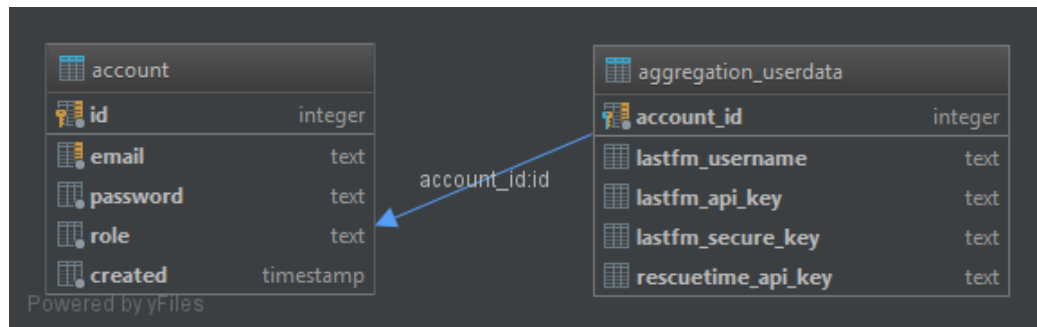 account
id integer
email text
password text
role text
created timestamp
account_id:id
aggregation_userdata
account_id integer
lastfm_username text
lastfm_api_key text
lastfm_secure_key text
rescuetime_api_key text
Powered by yFiles